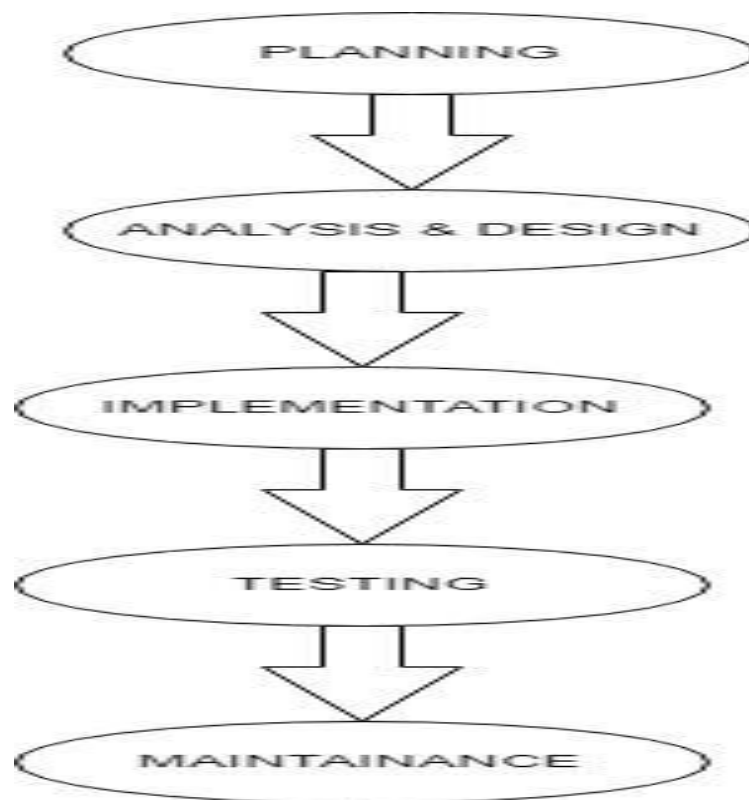 PLANNING
ANALYSIS & DESIGN
IMPLEMENTATION
TESTING
MAINTAINANCE